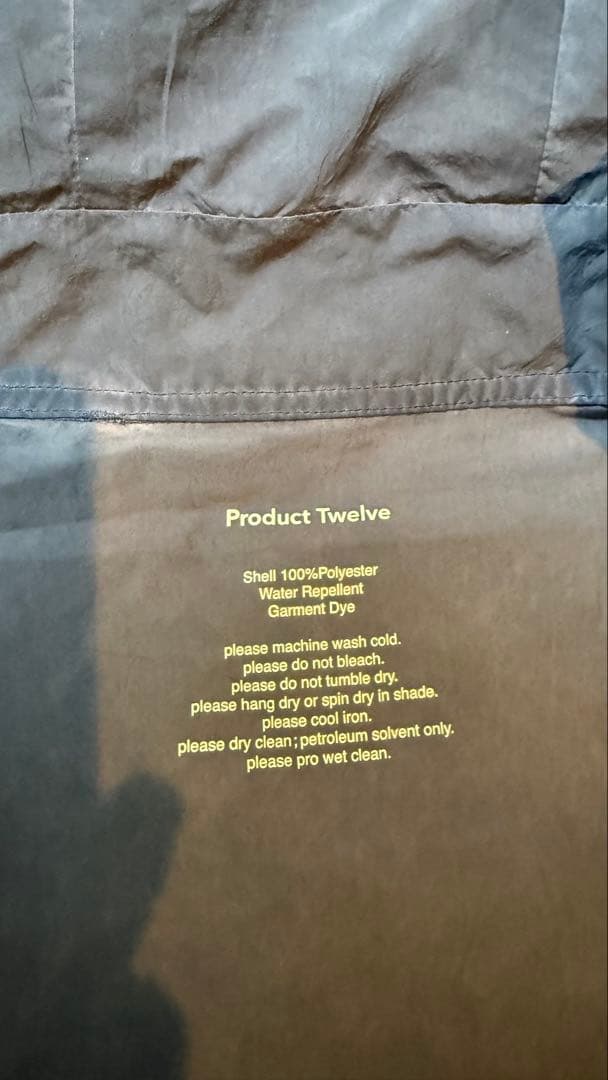 Product Twelve
Shell 100%Polyester
Water Repellent
Garment Dye
please machine wash cold.
please do not bleach.
please do not tumble dry.
please hang dry or spin dry in shade.
please cool iron.
please dry clean;petroleum solvent only.
please pro wet clean.